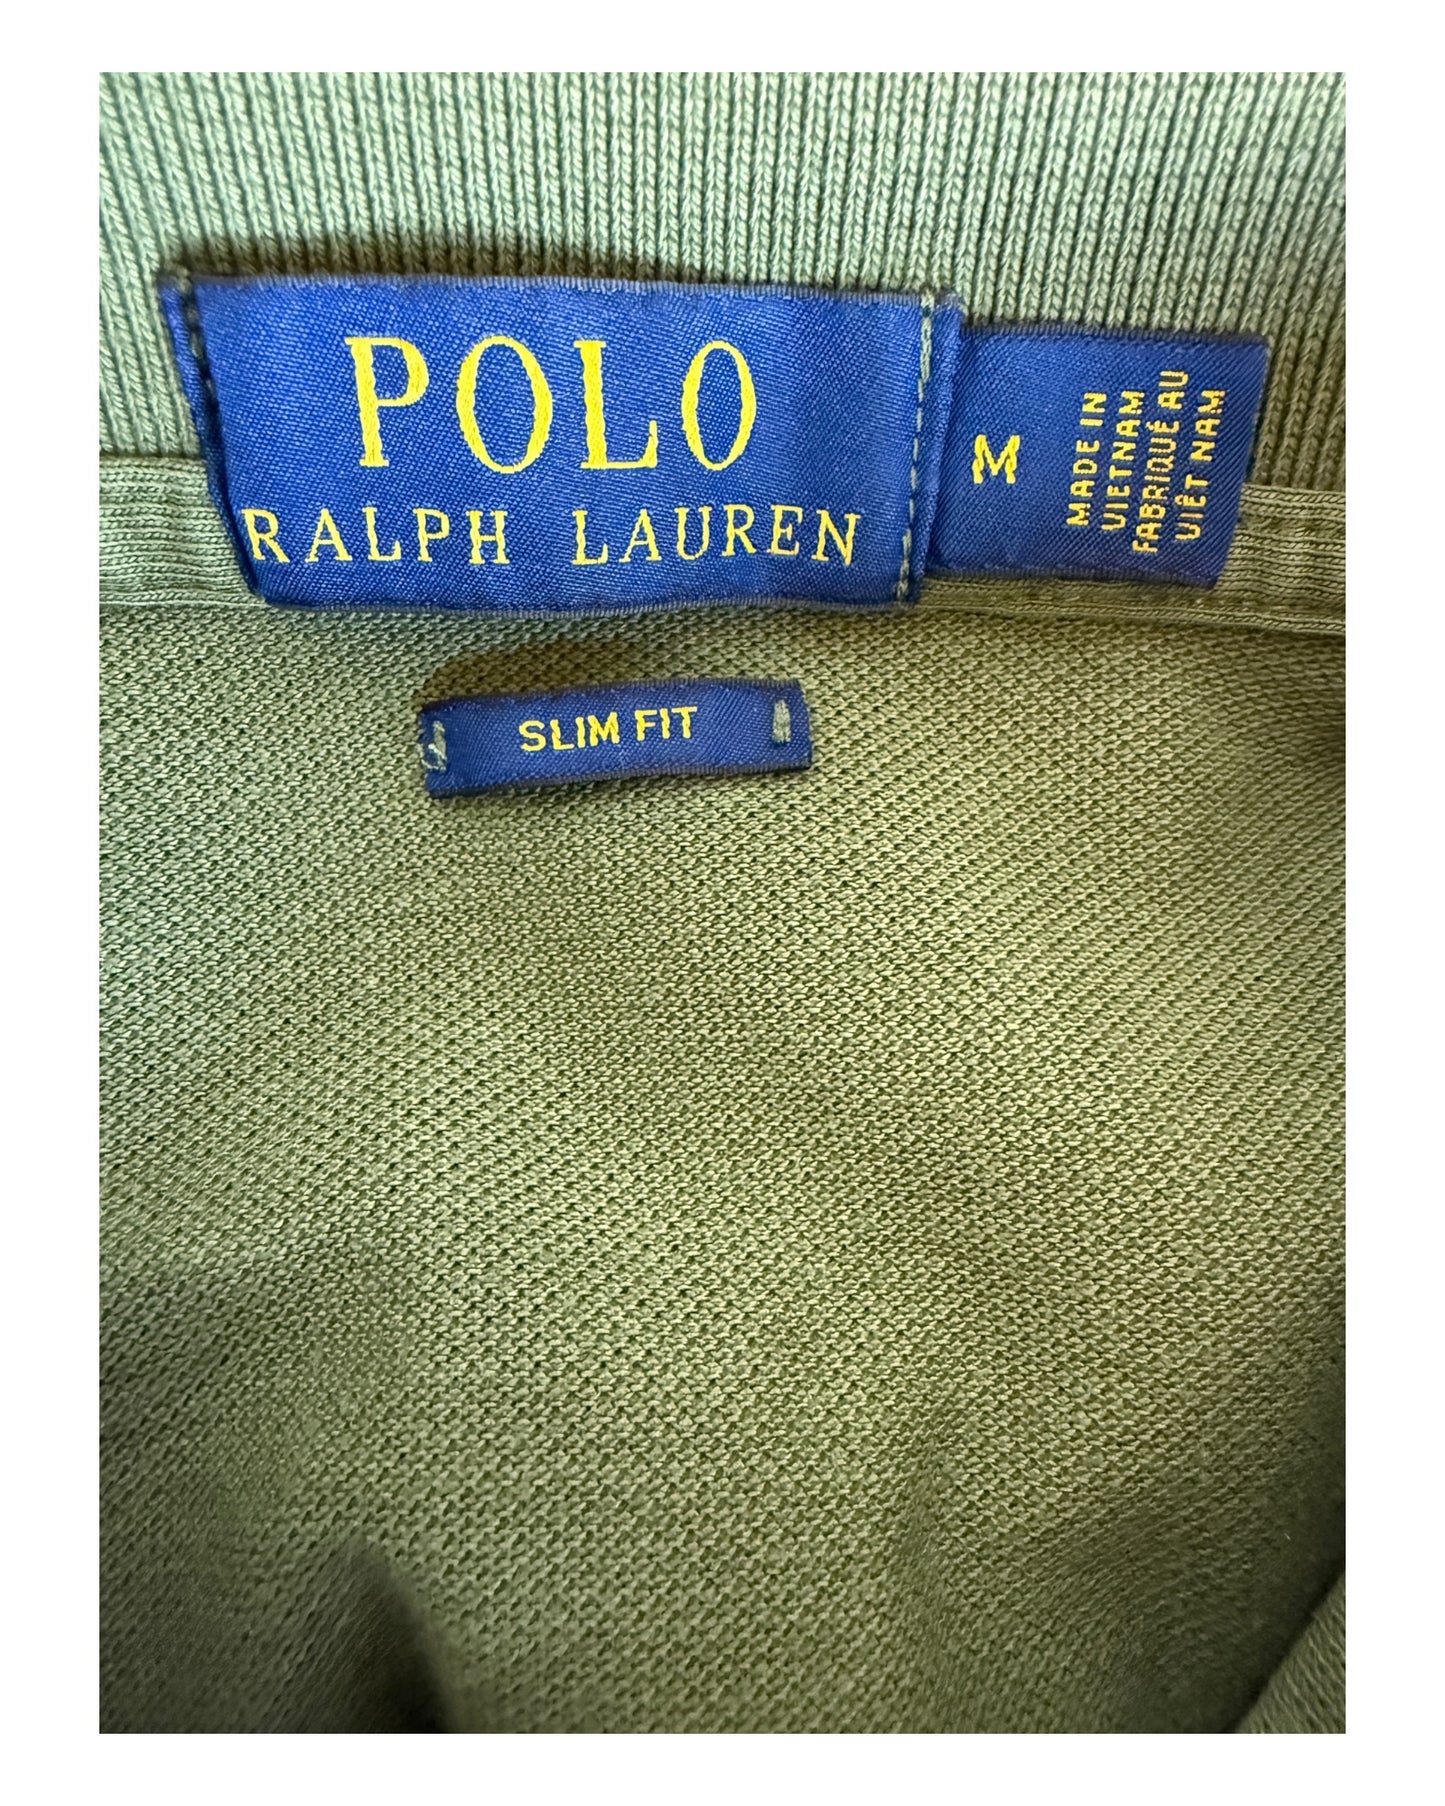 POLO
RALPH LAUREN
M
MADE IN
VIETNAM
FABRIQUÉ AU
VIÊT NAM
SLIM FIT